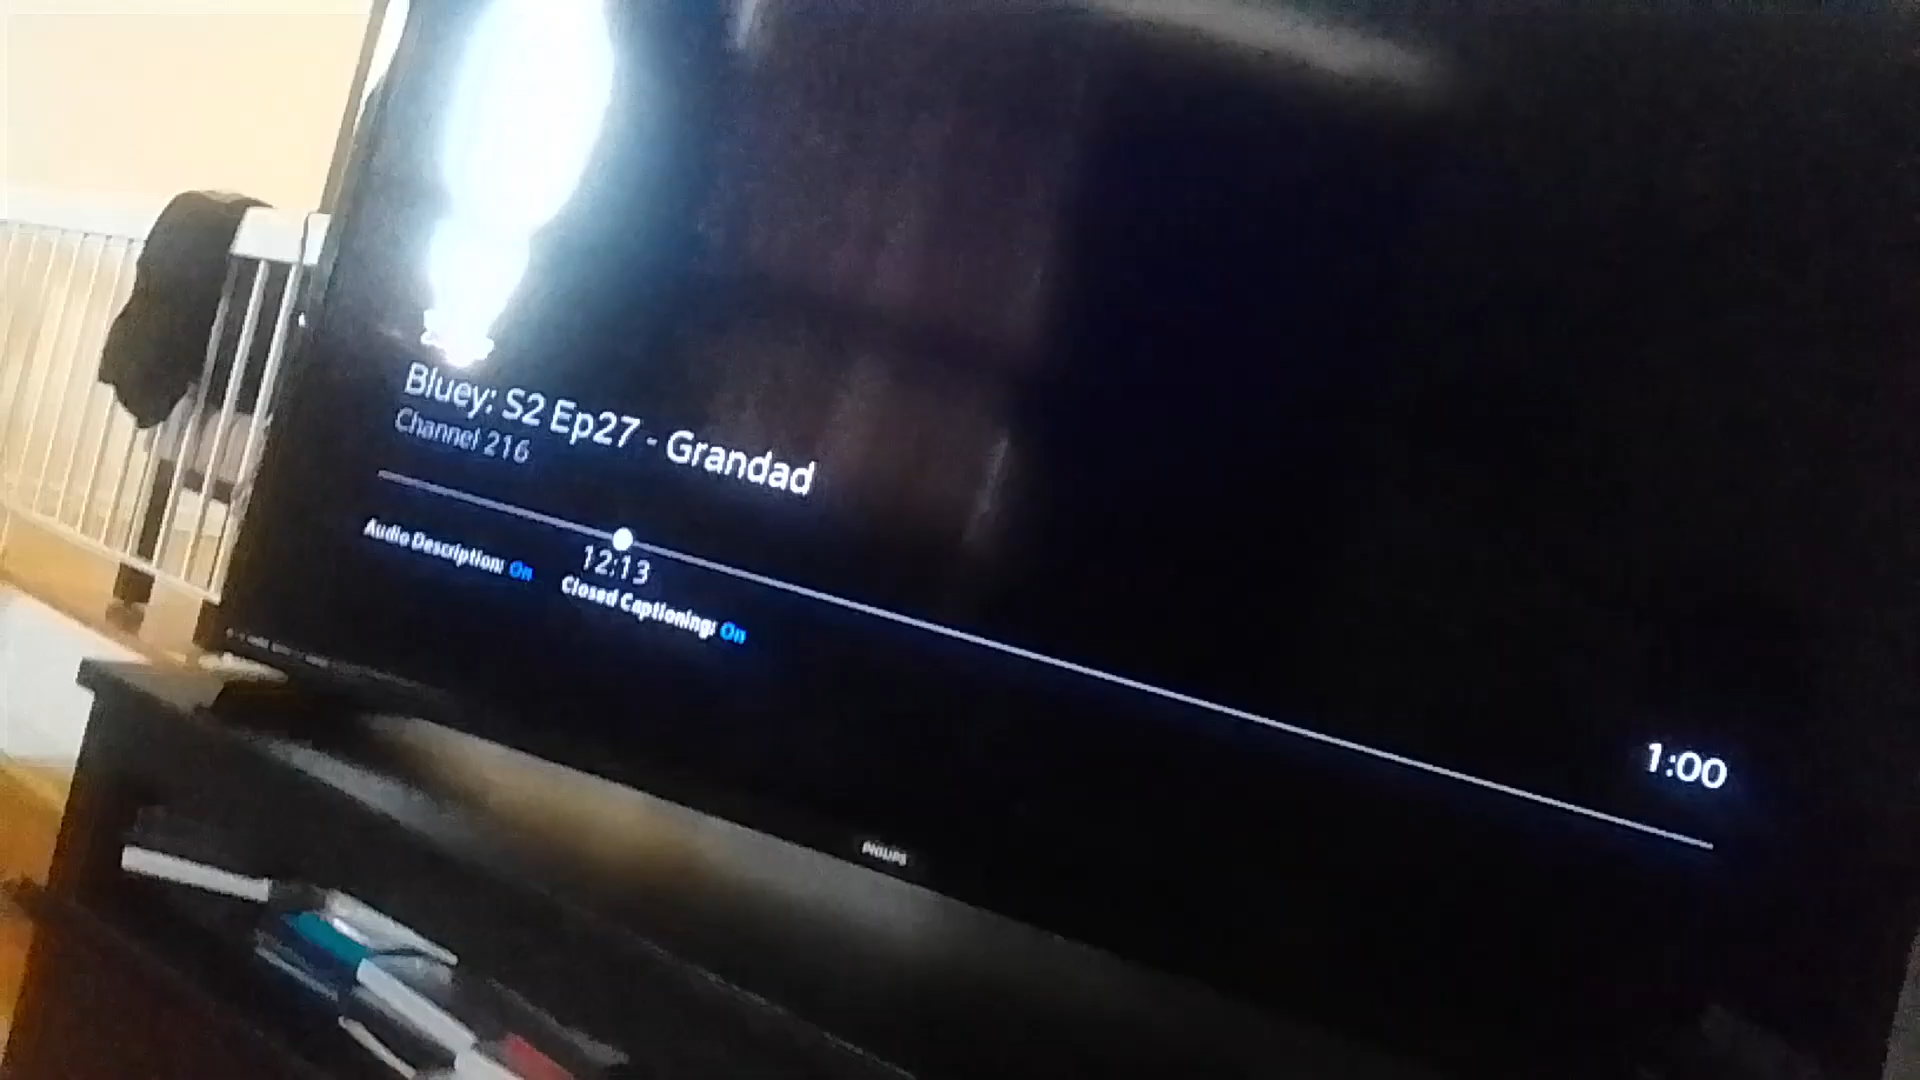 Bluey: S2 Ep27 - Grandad
Channel 216
12:13
1:00
Audio Description: On
Closed Captioning: On
PHILIPS